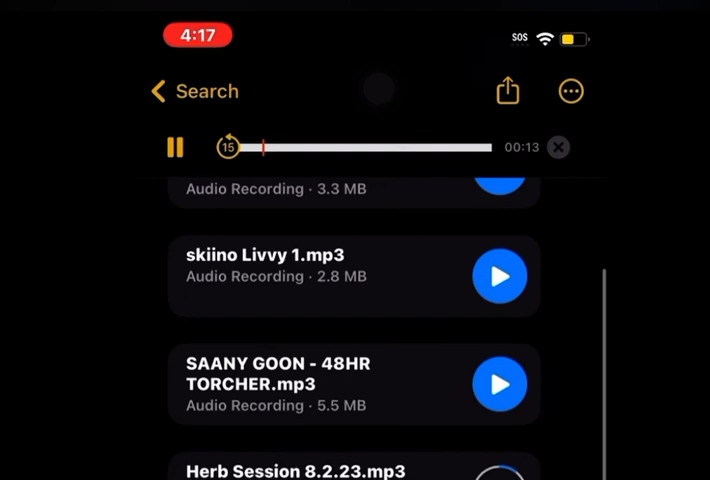 4:17
SOS
Search
15
00:13
Audio Recording · 3.3 MB
skiino Livvy 1.mp3
Audio Recording · 2.8 MB
SAANY GOON - 48HR
TORCHER.mp3
Audio Recording · 5.5 MB
Herb Session 8.2.23.mp3